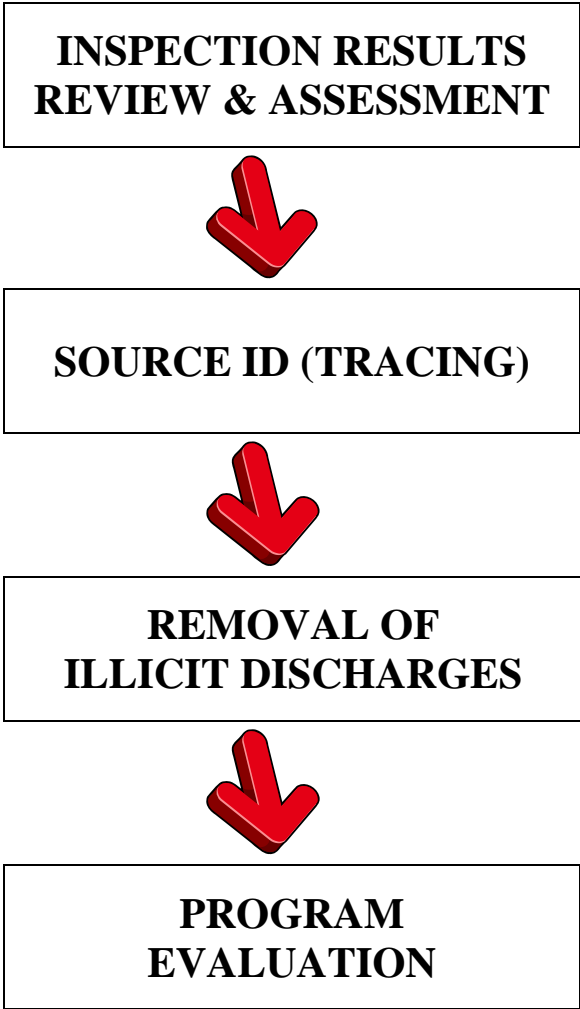 INSPECTION RESULTS
REVIEW & ASSESSMENT
SOURCE ID (TRACING)
REMOVAL OF
ILLICIT DISCHARGES
PROGRAM
EVALUATION